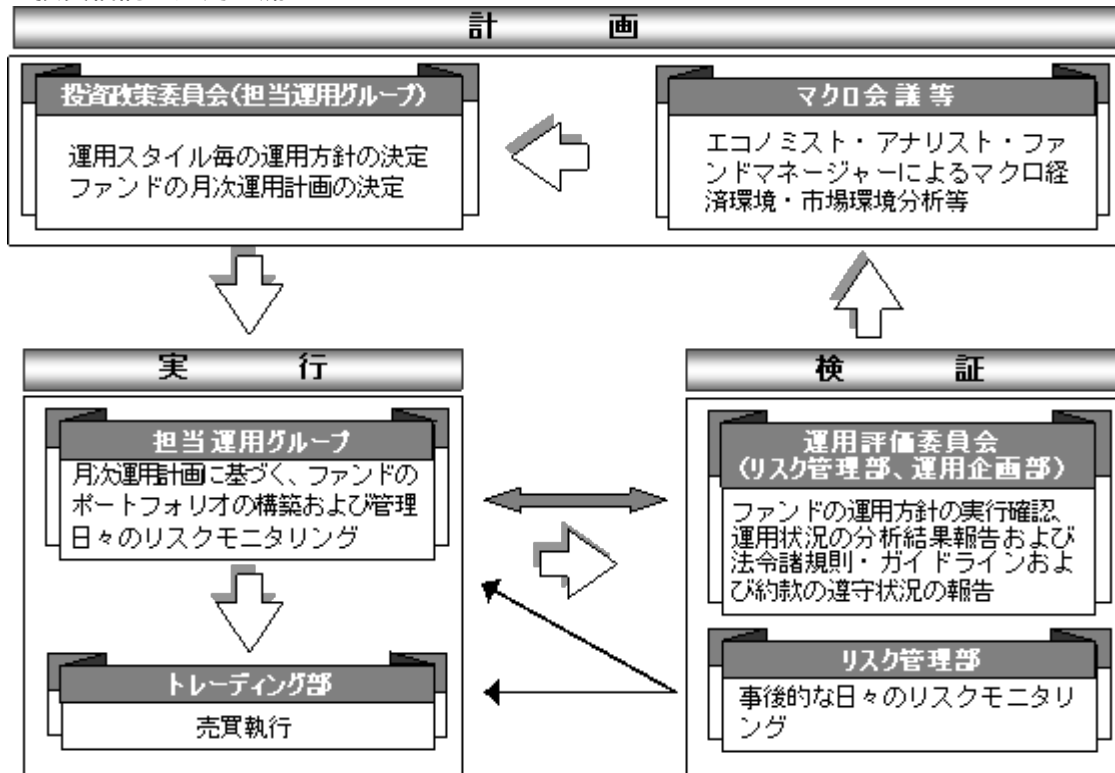 計 画
投資政策委員会(担当運用グループ)
運用スタイル毎の運用方針の決定
ファンドの月次運用計画の決定
マクロ会議等
エコノミスト・アナリスト・ファ
ンドマネージャーによるマクロ経
済環境・市場環境分析等
実 行
担当運用グループ
月次運用計画に基づく、ファンドの
ポートフォリオの構築および管理
日々のリスクモニタリング
トレーディング部
売買執行
検 証
運用評価委員会
(リスク管理部、運用企画部)
ファンドの運用方針の実行確認、
運用状況の分析結果報告および
法令諸規則・ガイドラインおよ
び約款の遵守状況の報告
リスク管理部
事後的な日々のリスクモニタリ
ング